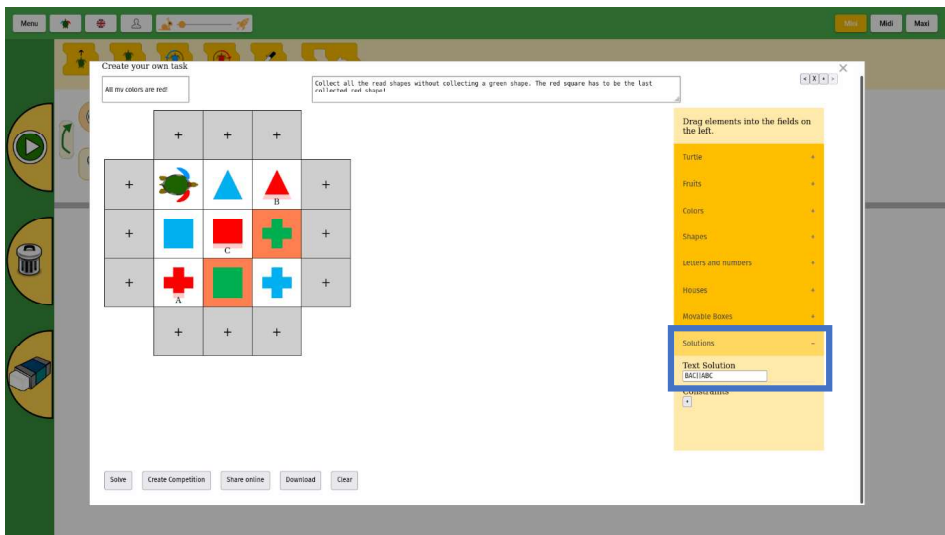 Menu
Mini Midi Maxi
Create your own task
All my colors are red!
Collect all the read shapes without collecting a green shape. The red square has to be the last
collected red shape!
< X + >
Drag elements into the fields on
the left.
Turtle +
Fruits +
Colors +
Shapes +
Letters and numbers +
Houses +
Movable Boxes +
Solutions -
Text Solution
BAC||ABC
Constraints
+
+ + +
+ B +
+ C +
+ A +
+ + +
Solve Create Competition Share online Download Clear